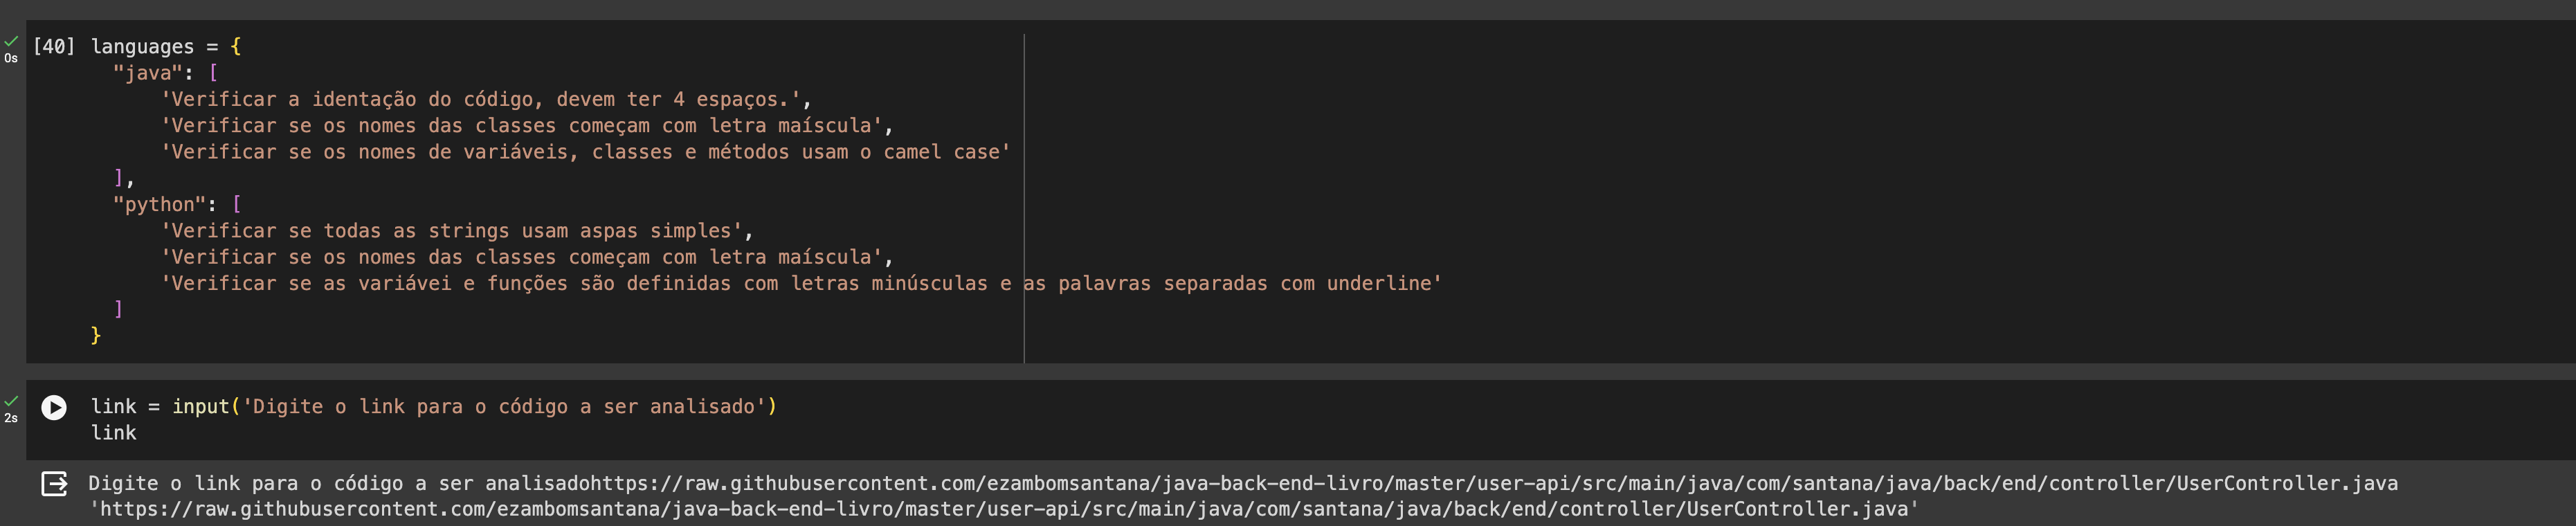 0s
[40] languages = {
"java": [
'Verificar a identação do código, devem ter 4 espaços.',
'Verificar se os nomes das classes começam com letra maíscula',
'Verificar se os nomes de variáveis, classes e métodos usam o camel case'
],
"python": [
'Verificar se todas as strings usam aspas simples',
'Verificar se os nomes das classes começam com letra maíscula',
'Verificar se as variávei e funções são definidas com letras minúsculas e as palavras separadas com underline'
]
}
2s
link = input('Digite o link para o código a ser analisado')
link
Digite o link para o código a ser analisadohttps://raw.githubusercontent.com/ezambomsantana/java-back-end-livro/master/user-api/src/main/java/com/santana/java/back/end/controller/UserController.java
'https://raw.githubusercontent.com/ezambomsantana/java-back-end-livro/master/user-api/src/main/java/com/santana/java/back/end/controller/UserController.java'